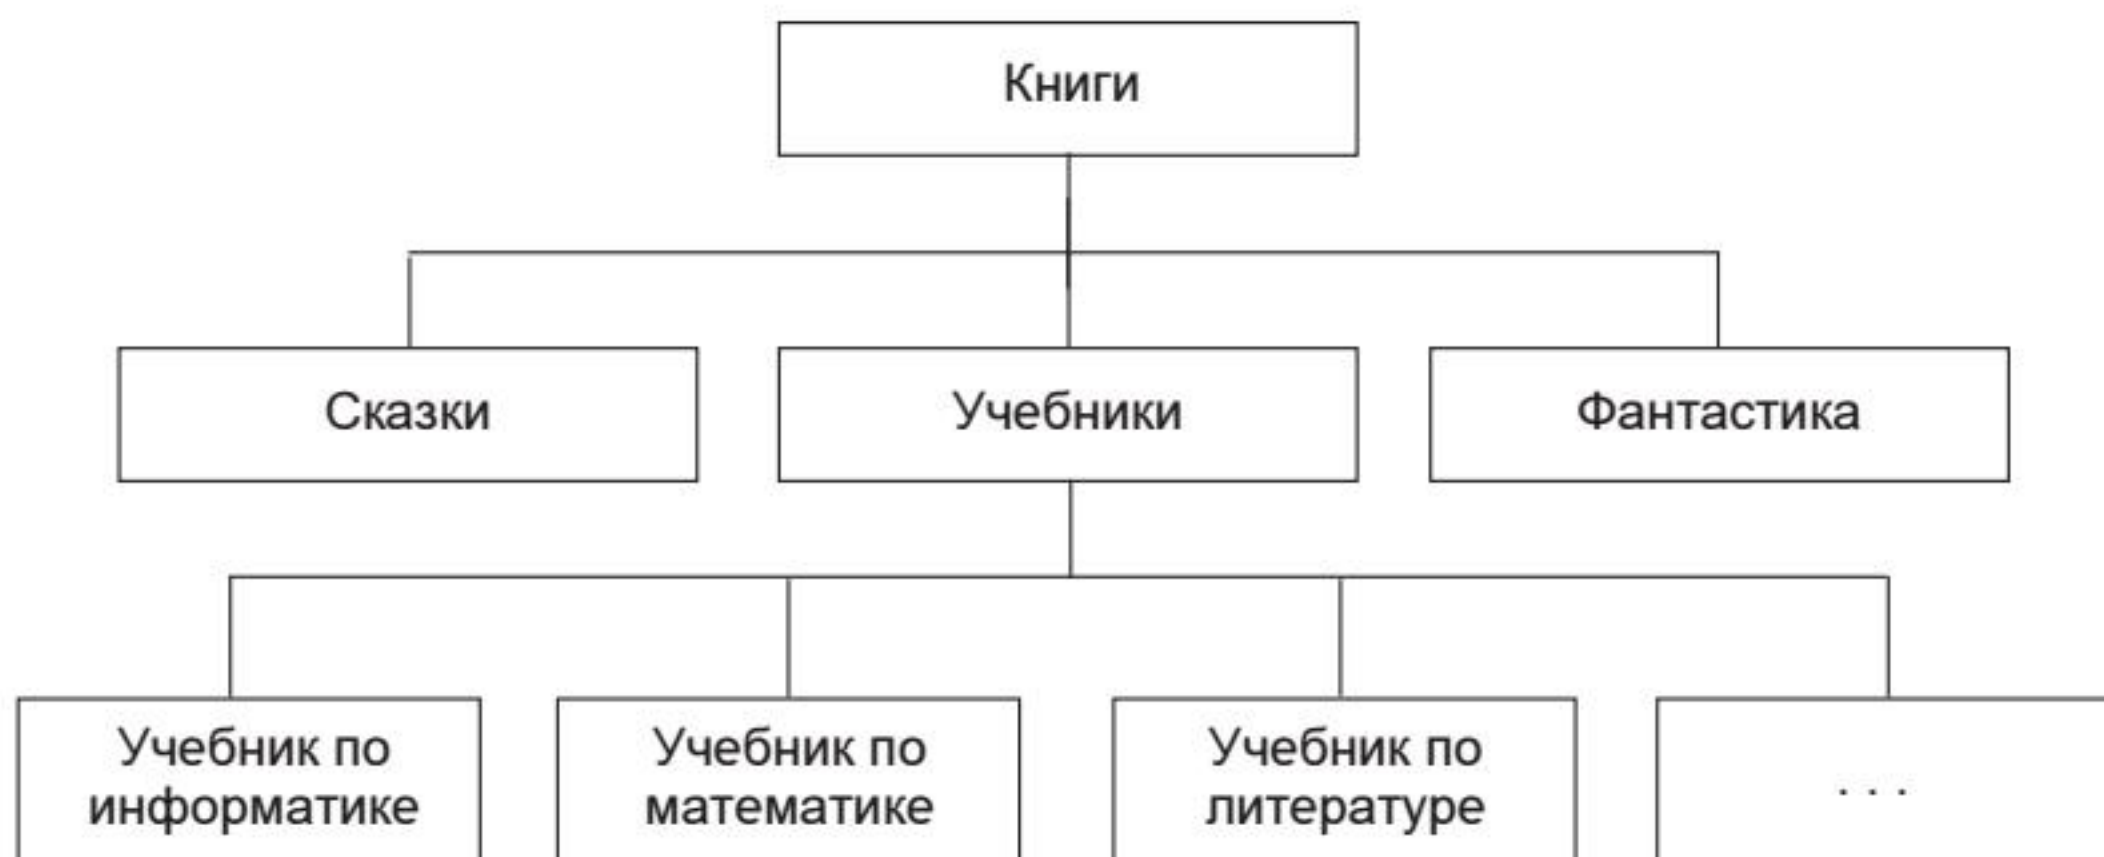 Книги
Сказки
Учебники
Фантастика
Учебник по
информатике
Учебник по
математике
Учебник по
литературе
. . .